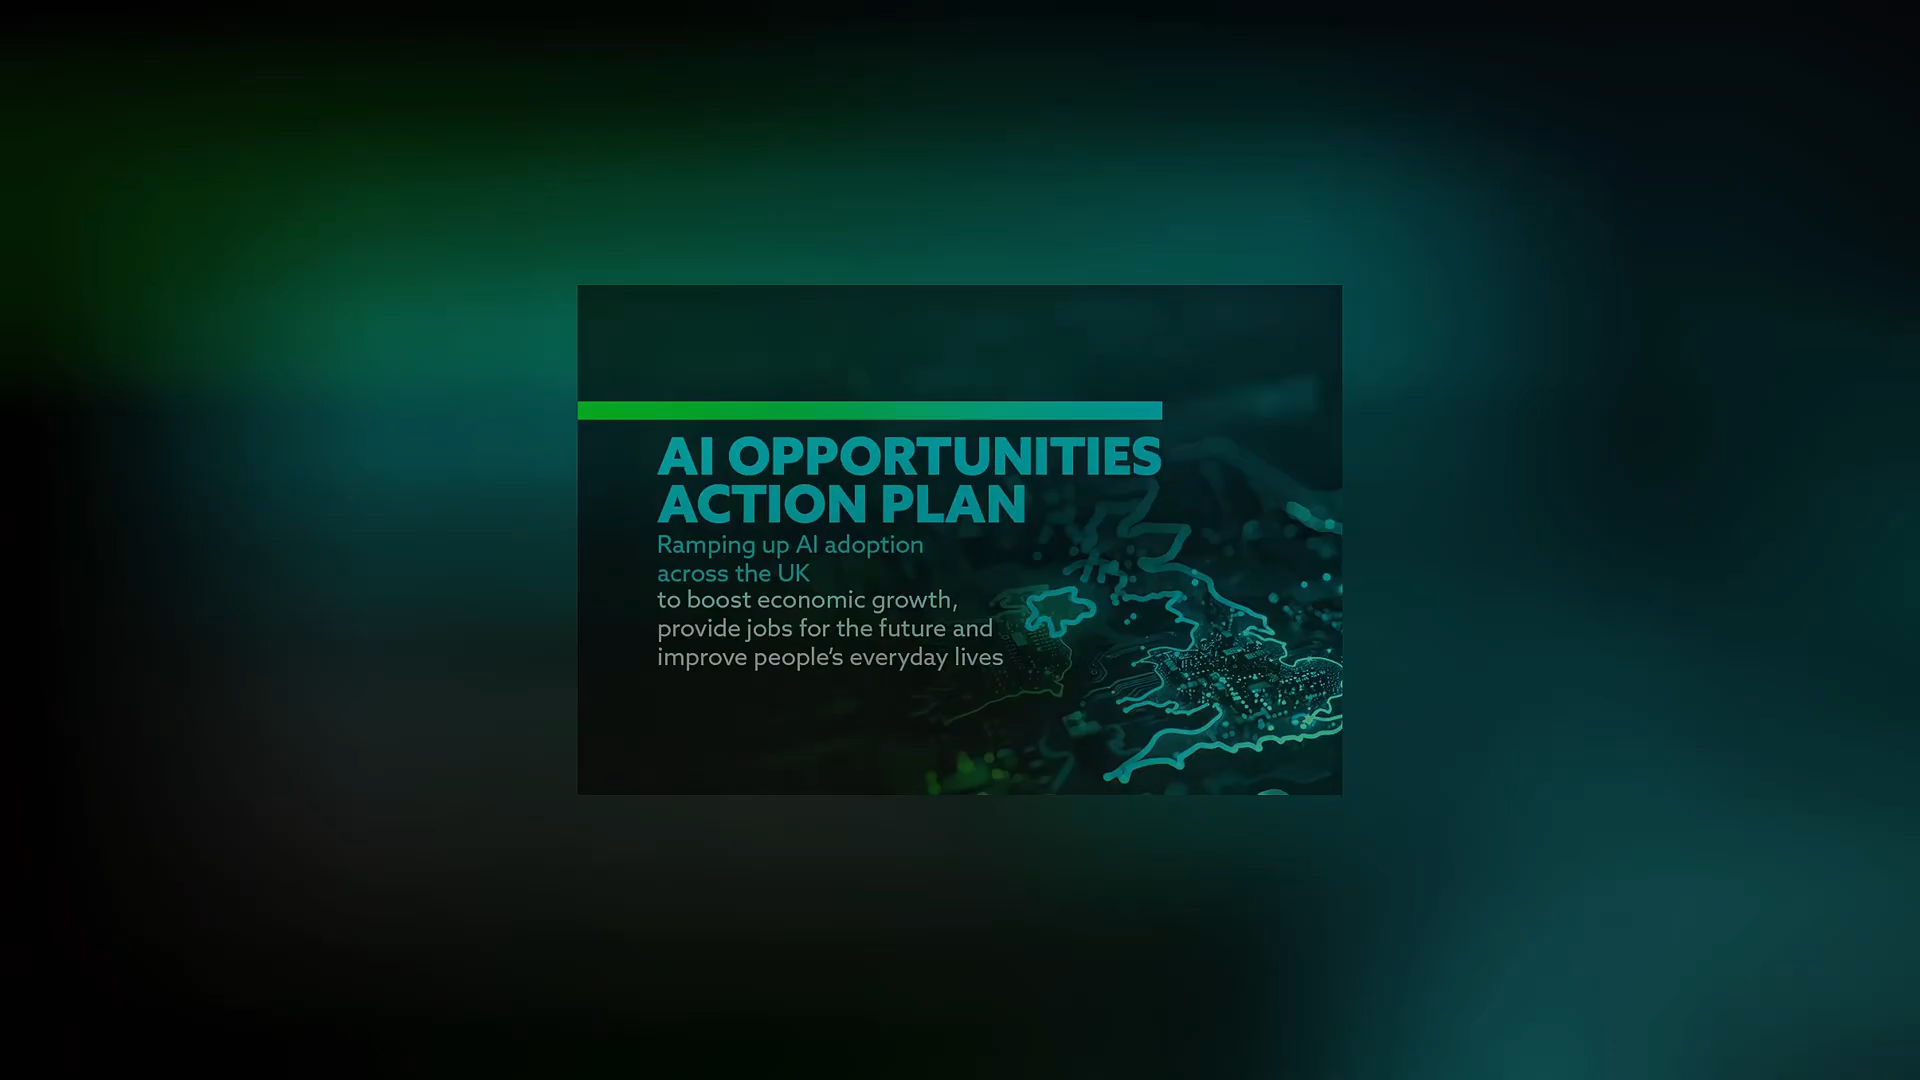 AI OPPORTUNITIES
ACTION PLAN
Ramping up AI adoption
across the UK
to boost economic growth,
provide jobs for the future and
improve people’s everyday lives